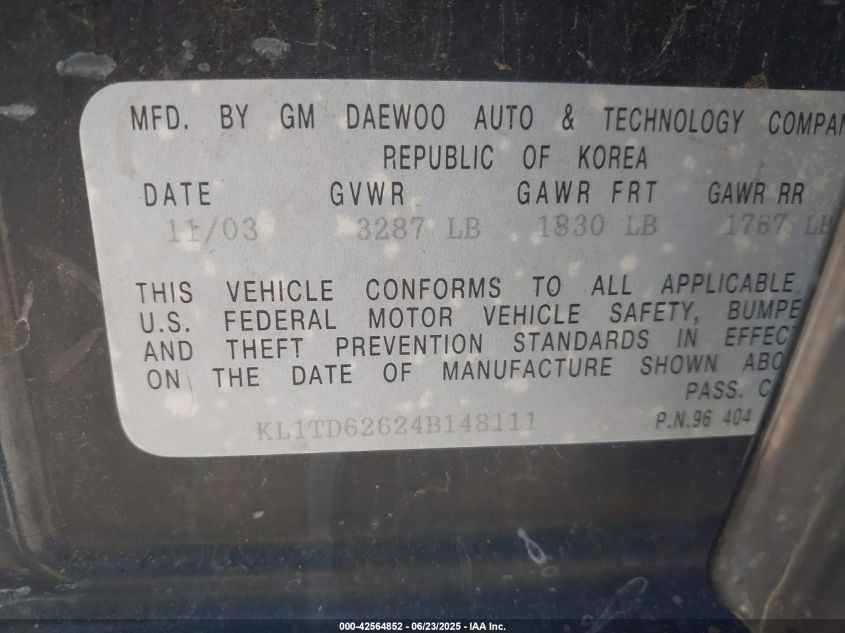 MFD. BY GM DAEWOO AUTO & TECHNOLOGY COMPAN
REPUBLIC OF KOREA
DATE GVWR GAWR FRT GAWR RR
11/03 3287 LB 1830 LB 1767 LB
THIS VEHICLE CONFORMS TO ALL APPLICABLE
U.S. FEDERAL MOTOR VEHICLE SAFETY, BUMPE
AND THEFT PREVENTION STANDARDS IN EFFECT
ON THE DATE OF MANUFACTURE SHOWN ABO
PASS. C
KL1TD62624B148111 P.N.96 404
000-42564852 - 06/23/2025 - IAA Inc.